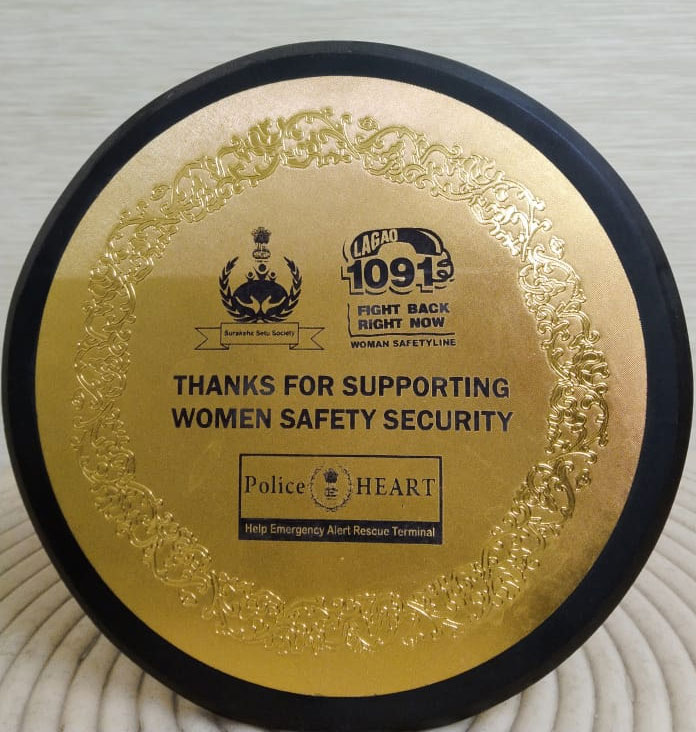 Suraksha Setu Society
LAGAO
1091
FIGHT BACK
RIGHT NOW
WOMAN SAFETYLINE
THANKS FOR SUPPORTING
WOMEN SAFETY SECURITY
Police HEART
Help Emergency Alert Rescue Terminal